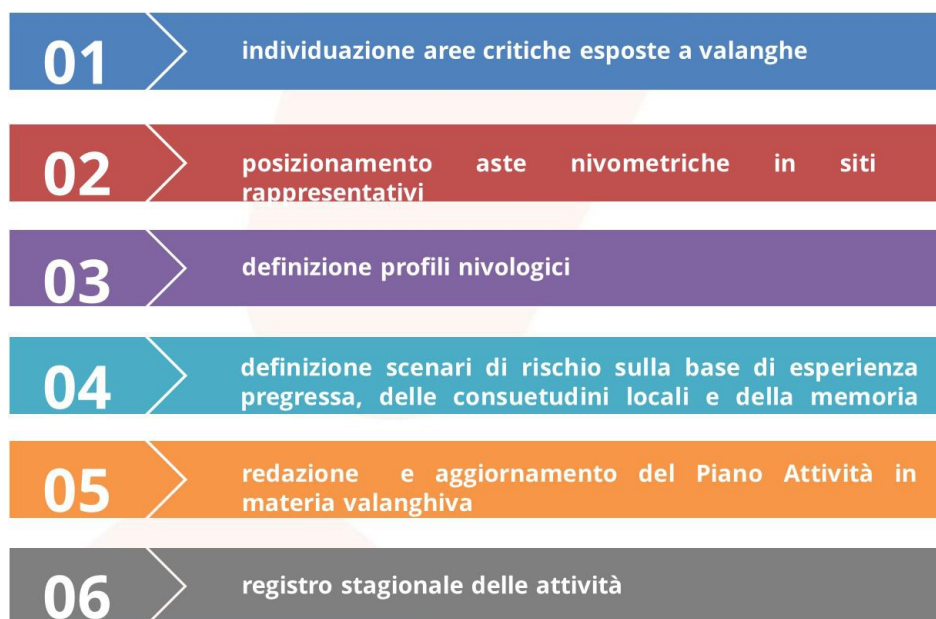 01
individuazione aree critiche esposte a valanghe
02
posizionamento aste nivometriche in siti
rappresentativi
03
definizione profili nivologici
04
definizione scenari di rischio sulla base di esperienza
pregressa, delle consuetudini locali e della memoria
05
redazione e aggiornamento del Piano Attività in
materia valanghiva
06
registro stagionale delle attività